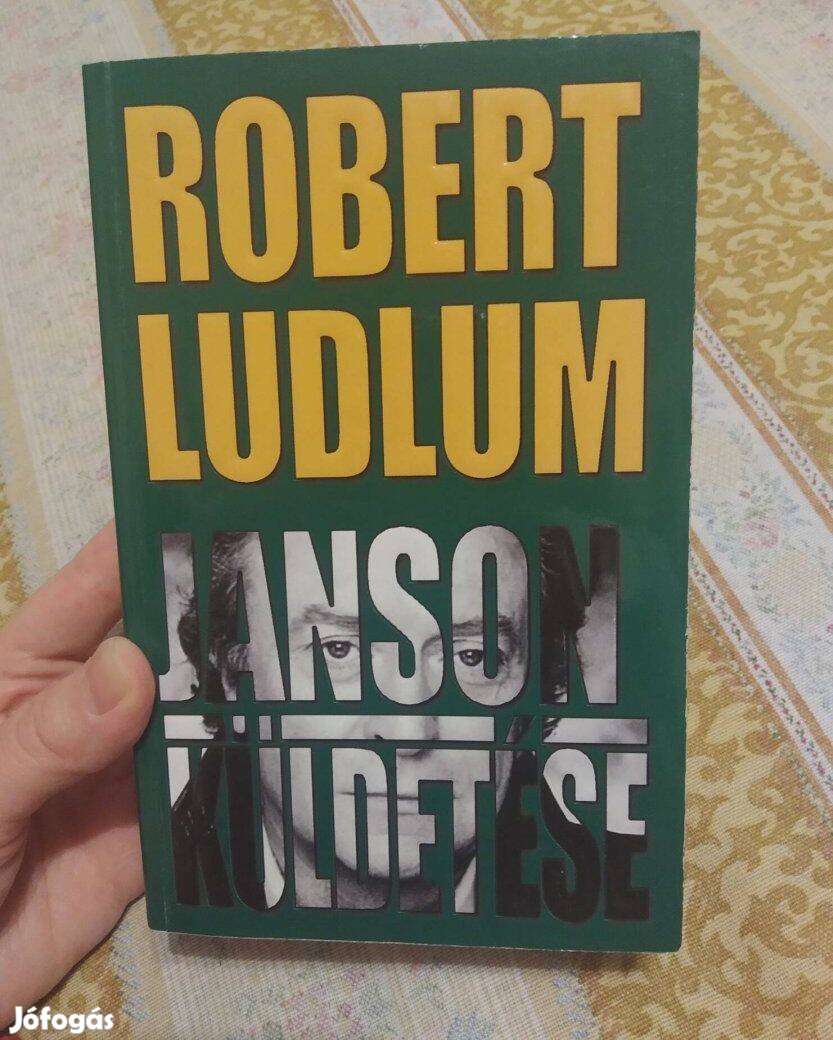 ROBERT
LUDLUM
JANSON
KÜLDETÉSE
Jófogás